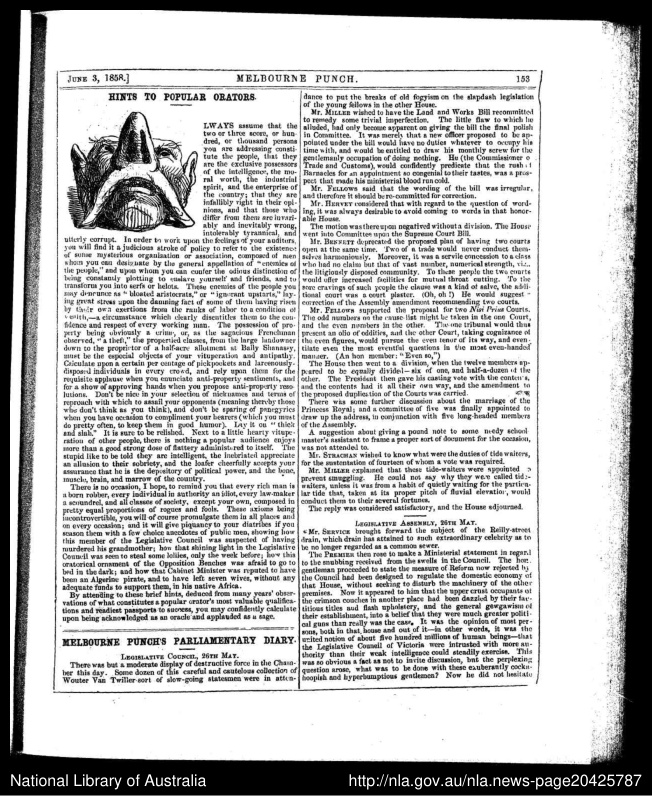 JUNE 3, 1858.]
MELBOURNE PUNCH.
153
HINTS TO POPULAR ORATORS.
LWAYS assume that the
two or three score, or hun-
dred, or thousand persons
you are addressing consti-
tute the people, that they
are the exclusive possessors
of the intelligence, the mo-
ral worth, the industrial
spirit, and the enterprise of
the country; that they are
infallibly right in their opi-
nions, and that those who
differ from them are invari-
ably and inevitably wrong,
intolerably tyrannical, and
utterly corrupt. In order to work upon the feelings of your auditors,
you will find it a judicious stroke of policy to refer to the existence
of some mysterious organization or association, composed of men
whom you can designate by the general appellation of "enemies of
the people," and upon whom you can confer the odious distinction of
being constantly plotting to enslave yourself and friends, and to
transform you into serfs or helots. These enemies of the people you
may denounce as "bloated aristocrats," or "ignorant upstarts," lay-
ing great stress upon the damning fact of some of them having risen
by their own exertions from the ranks of labor to a condition of
wealth,—a circumstance which clearly disentitles them to the con-
fidence and respect of every working man. The possession of pro-
perty being obviously a crime, or, as the sagacious Frenchman
observed, "a theft," the propertied classes, from the large landowner
down to the proprietor of a half-acre allotment at Bally Shanassy,
must be the especial objects of your vituperation and antipathy.
Calculate upon a certain per centage of pickpockets and larcenously-
disposed individuals in every crowd, and rely upon them for the
requisite applause when you enunciate anti-property sentiments, and
for a show of approving hands when you propose anti-property reso-
lutions. Don't be nice in your selection of nicknames and terms of
reproach with which to assail your opponents (meaning thereby those
who don't think as you think), and don't be sparing of panegyrics
when you have occasion to compliment your hearers (which you must
do pretty often, to keep them in good humor). Lay it on "thick
and slab." It is sure to be relished. Next to a little hearty vitupe-
ration of other people, there is nothing a popular audience enjoys
more than a good strong dose of flattery administered to itself. The
stupid like to be told they are intelligent, the inebriated appreciate
an allusion to their sobriety, and the loafer cheerfully accepts your
assurance that he is the depository of political power, and the bone,
muscle, brain, and marrow of the country.
There is no occasion, I hope, to remind you that every rich man is
a born robber, every individual in authority an idiot, every law-maker
a scoundrel, and all classes of society, except your own, composed in
pretty equal proportions of rogues and fools. These axioms being
incontrovertible, you will of course promulgate them in all places and
on every occasion; and it will give piquancy to your diatribes if you
season them with a few choice anecdotes of public men, showing how
this member of the Legislative Council was suspected of having
murdered his grandmother; how that shining light in the Legislative
Council was seen to steal some lollies, only the week before; how this
oratorical ornament of the Opposition Benches was afraid to go to
bed in the dark; and how that Cabinet Minister was reputed to have
been an Algerine pirate, and to have left seven wives, without any
adequate funds to support them, in his native Africa.
By attending to these brief hints, deduced from many years' obser-
vations of what constitutes a popular orator's most valuable qualifica-
tions and readiest passports to success, you may confidently calculate
upon being acknowledged as an oracle and applauded as a sage.
MELBOURNE PUNCH'S PARLIAMENTARY DIARY.
LEGISLATIVE COUNCIL, 26TH MAY.
There was but a moderate display of destructive force in the Cham-
ber this day. Some dozen of this careful and cautelous collection of
Wouter Van Twiller-sort of slow-going statesmen were in atten-
dance to put the breaks of old fogyism on the slapdash legislation
of the young fellows in the other House.
Mr. MILLER wished to have the Land and Works Bill recommitted
to remedy some trivial imperfection. The little flaw to which he
alluded, had only become apparent on giving the bill the final polish
in Committee. It was merely that a new officer proposed to be ap-
pointed under the bill would have no duties whatever to occupy his
time with, and would be entitled to draw his monthly screw for the
gentlemanly occupation of doing nothing. He (the Commissioner of
Trade and Customs), would confidently predicate that the rush of
Barnacles for an appointment so congenial to their tastes, was a pros-
pect that made his ministerial blood run cold.
Mr. FELLOWS said that the wording of the bill was irregular,
and therefore it should be re-committed for correction.
Mr. HERVEY considered that with regard to the question of word-
ing, it was always desirable to avoid coming to words in that honor-
able House.
The motion was thereupon negatived without a division. The House
went into Committee upon the Supreme Court Bill.
Mr. BENNETT deprecated the proposed plan of having two courts
open at the same time. Two of a trade would never conduct them-
selves harmoniously. Moreover, it was a servile concession to a class
who had no claim but that of vast number, numerical strength, viz.,
the litigiously disposed community. To these people the two courts
would offer increased facilities for mutual throat cutting. To the
sore cravings of such people the clause was a kind of salve, the addi-
tional court was a court plaster. (Oh, oh!) He would suggest a
correction of the Assembly amendment recommending two courts.
Mr. FELLOWS supported the proposal for two Nisi Prius Courts.
The odd numbers on the cause list might be taken in the one Court,
and the even numbers in the other. The one tribunal would thus
present an olio of oddities, and the other Court, taking cognizance of
the even figures, would pursue the even tenor of its way, and even-
tilate even the most eventful questions in the most even-handed
manner. (An hon member: "Even so,")
The House then went to a division, when the twelve members ap-
peared to be equally divided—six of one, and half-a-dozen of the
other. The President then gave his casting vote with the contents,
and the contents had it all their own way, and the amendment to
the proposed duplication of the Courts was carried.
There was some further discussion about the marriage of the
Princess Royal; and a committee of five was finally appointed to
draw up the address, in conjunction with five long-headed members
of the Assembly.
A suggestion about giving a pound note to some needy school-
master's assistant to frame a proper sort of document for the occasion,
was not attended to.
Mr. STRACHAN wished to know what were the duties of tide waiters,
for the sustentation of fourteen of whom a vote was required.
Mr. MILLER explained that these tide-waiters were appointed to
prevent smuggling. He could not say why they were called tide-
waiters, unless it was from a habit of quietly waiting for the particu-
lar tide that, taken at its proper pitch of fluvial elevation, would
conduct them to their several fortunes.
The reply was considered satisfactory, and the House adjourned.
LEGISLATIVE ASSEMBLY, 26TH MAY.
Mr. SERVICE brought forward the subject of the Reilly-street
drain, which drain has attained to such extraordinary celebrity as to
be no longer regarded as a common sewer.
The PREMIER then rose to make a Ministerial statement in regard
to the snubbing received from the swells in the Council. The hon.
gentleman proceeded to state the measure of Reform now rejected by
the Council had been designed to regulate the domestic economy of
that House, without seeking to disturb the machinery of the other
premises. Now it appeared to him that the upper crust occupants of
the crimson couches in another place had been dazzled by their fac-
titious titles and flash upholstery, and the general gewgawism of
their establishment, into a belief that they were much greater politi-
cal guns than really was the case. It was the opinion of most per-
sons, both in that house and out of it—in other words, it was the
united notion of about five hundred millions of human beings—that
the Legislative Council of Victoria were intrusted with more au-
thority than their weak intelligence could steadily exercise. This
was so obvious a fact as not to invite discussion, but the perplexing
question arose, what was to be done with these exuberantly cocka-
hoopish and hyperbumptious gentlemen? Now he did not hesitate
National Library of Australia
http://nla.gov.au/nla.news-page20425787